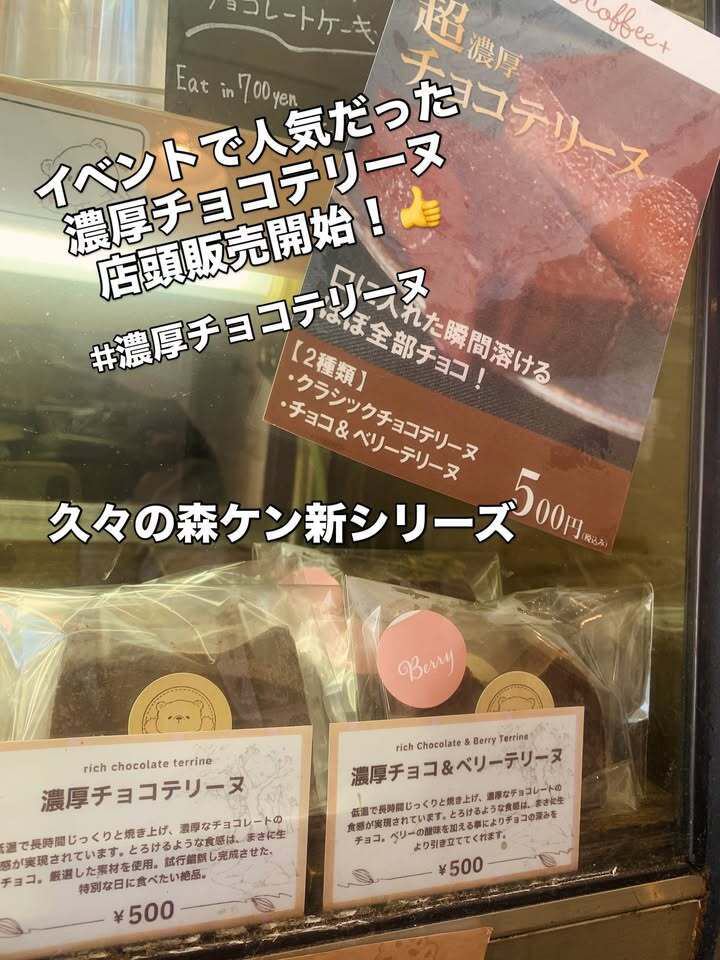 チョコレートケーキ
Eat in 700yen
coffee+
超濃厚
チョコテリーヌ
イベントで人気だった
濃厚チョコテリーヌ
店頭販売開始！👍
#濃厚チョコテリーヌ
口に入れた瞬間溶ける
ほぼ全部チョコ！
【2種類】
・クラシックチョコテリーヌ
・チョコ＆ベリーテリーヌ
500円(税込み)
久々の森ケン新シリーズ
Berry
rich chocolate terrine
濃厚チョコテリーヌ
低温で長時間じっくりと焼き上げ、濃厚なチョコレートの
食感が実現されています。とろけるような食感は、まさに生
チョコ。厳選した素材を使用。試行錯誤し完成させた、
特別な日に食べたい絶品。
¥500
rich Chocolate & Berry Terrine
濃厚チョコ＆ベリーテリーヌ
低温で長時間じっくりと焼き上げ、濃厚なチョコレートの
食感が実現されています。とろけるような食感は、まさに生
チョコ。ベリーの酸味を加える事によりチョコの深みを
より引き立ててくれます。
¥500